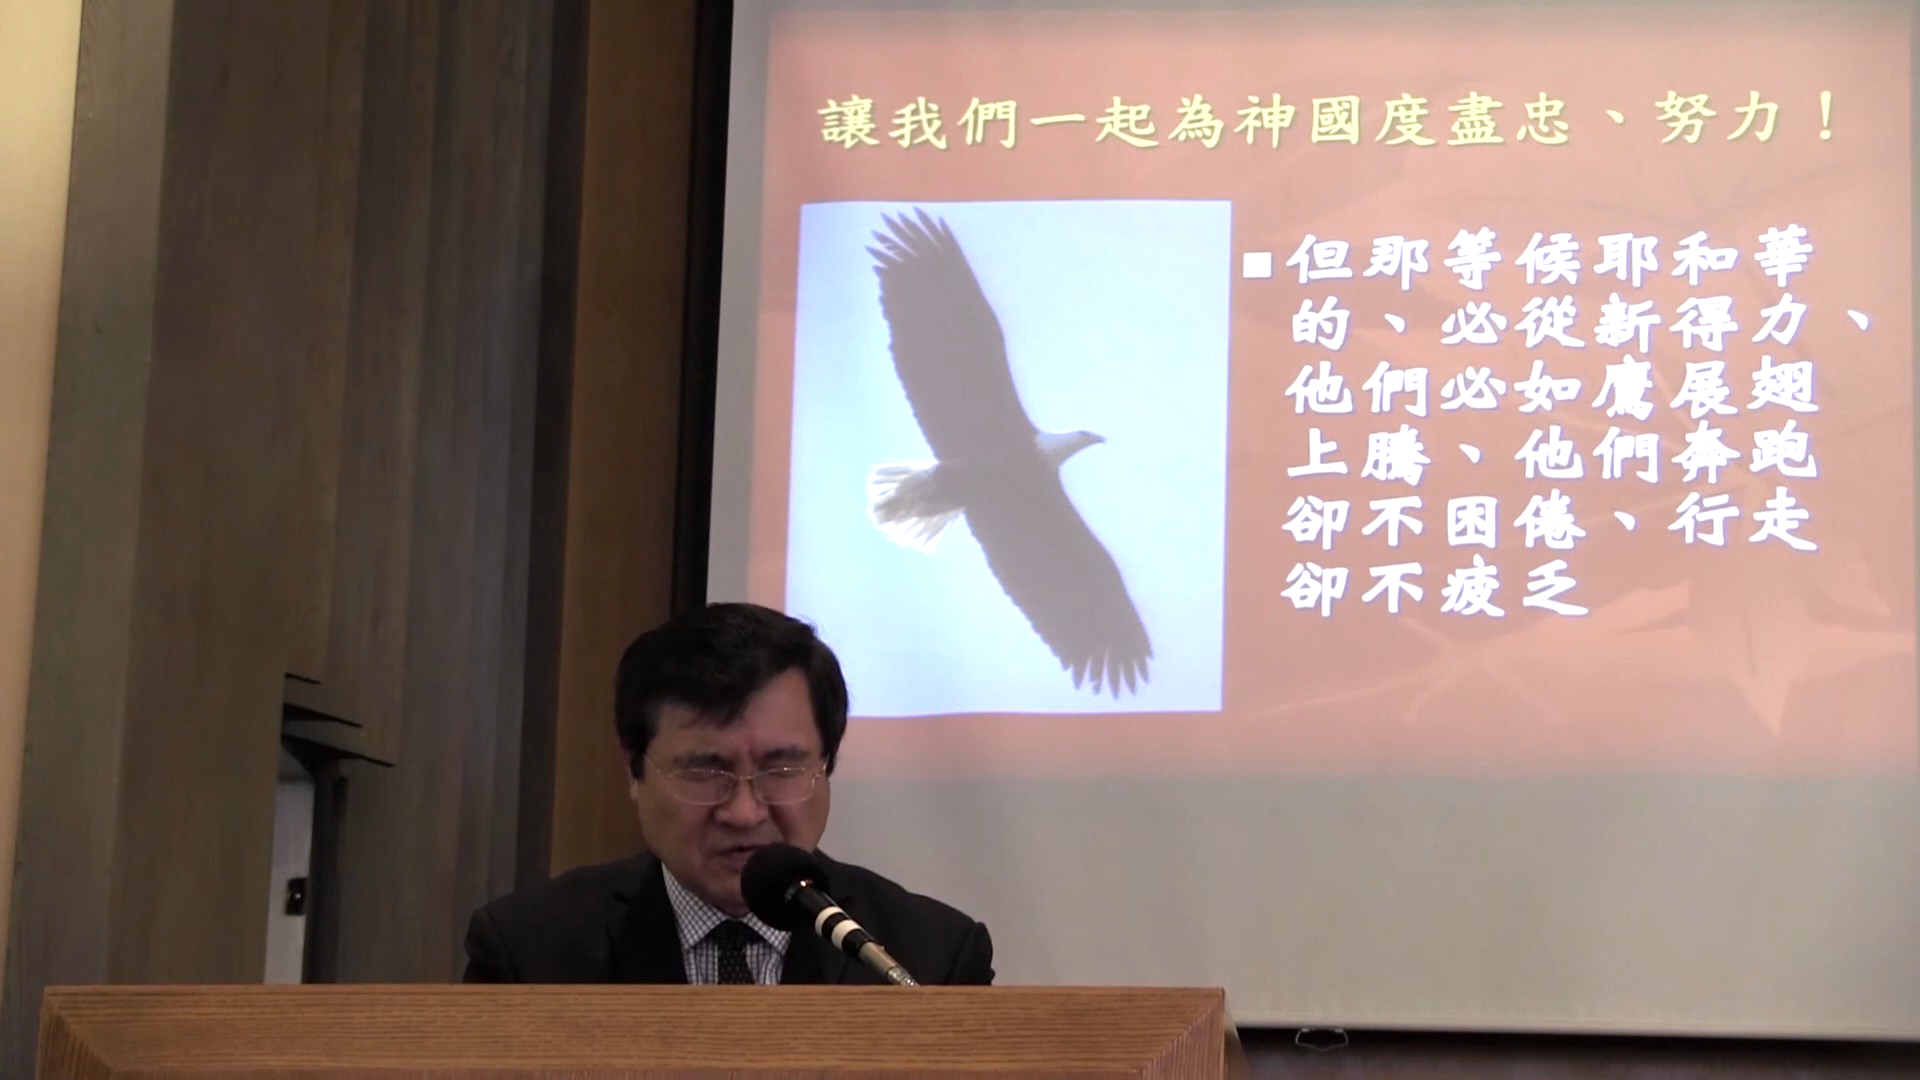 讓我們一起為神國度盡忠、努力！
但那等候耶和華
的、必從新得力、
他們必如鷹展翅
上騰、他們奔跑
卻不困倦、行走
卻不疲乏